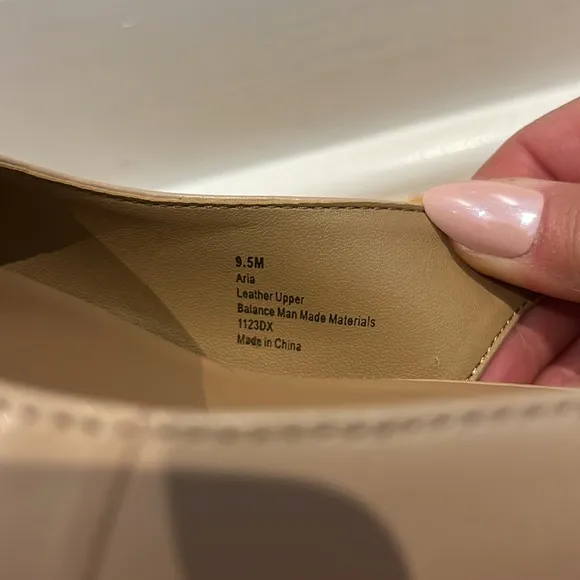 9.5M
Aria
Leather Upper
Balance Man Made Materials
1123DX
Made in China